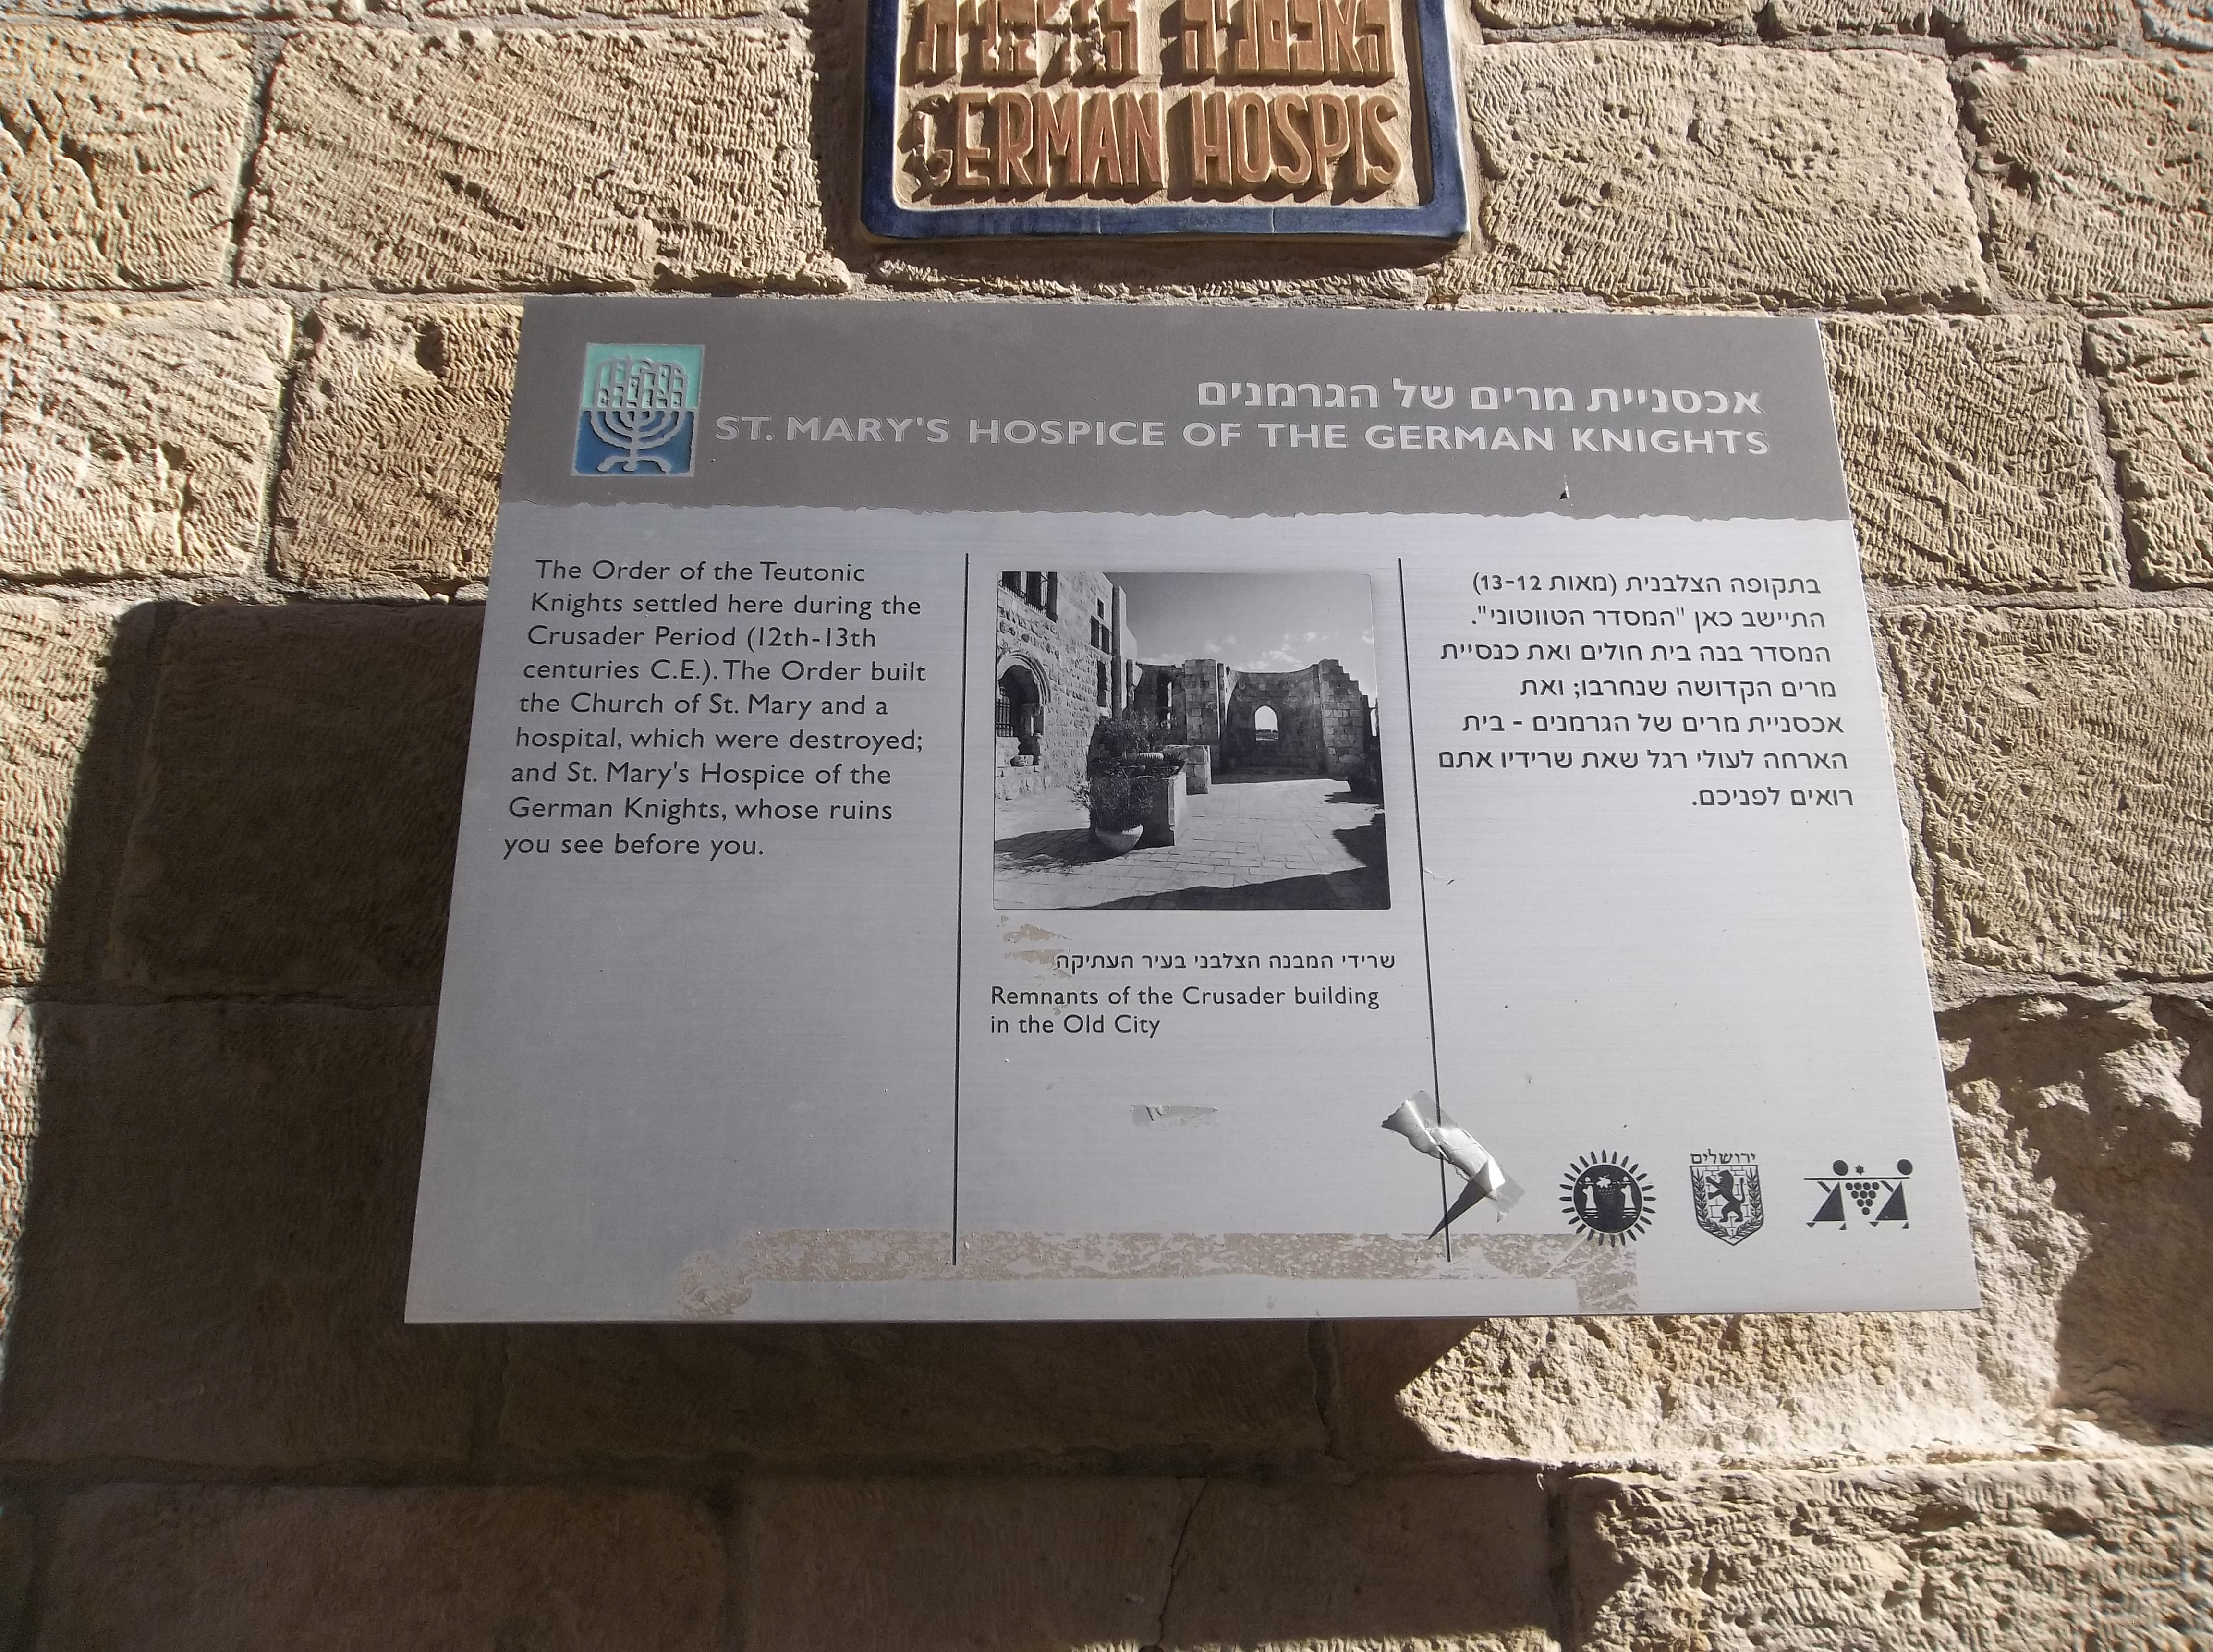 האכסניה
GERMAN HOSPIS
אכסניית מרים של הגרמנים
ST. MARY'S HOSPICE OF THE GERMAN KNIGHTS
The Order of the Teutonic
Knights settled here during the
Crusader Period (12th-13th
centuries C.E.). The Order built
the Church of St. Mary and a
hospital, which were destroyed;
and St. Mary's Hospice of the
German Knights, whose ruins
you see before you.
שרידי המבנה הצלבני בעיר העתיקה
Remnants of the Crusader building
in the Old City
בתקופה הצלבנית (מאות 13-12)
התיישב כאן "המסדר הטווטוני".
המסדר בנה בית חולים ואת כנסיית
מרים הקדושה שנחרבו; ואת
אכסניית מרים של הגרמנים - בית
הארחה לעולי רגל שאת שרידיו אתם
רואים לפניכם.
ירושלים